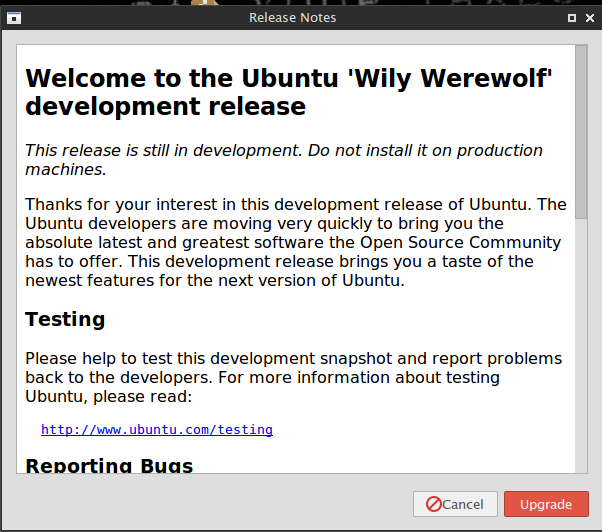 Release Notes
Welcome to the Ubuntu 'Wily Werewolf'
development release
This release is still in development. Do not install it on production
machines.
Thanks for your interest in this development release of Ubuntu. The
Ubuntu developers are moving very quickly to bring you the
absolute latest and greatest software the Open Source Community
has to offer. This development release brings you a taste of the
newest features for the next version of Ubuntu.
Testing
Please help to test this development snapshot and report problems
back to the developers. For more information about testing
Ubuntu, please read:
http://www.ubuntu.com/testing
Reporting Bugs
Cancel
Upgrade